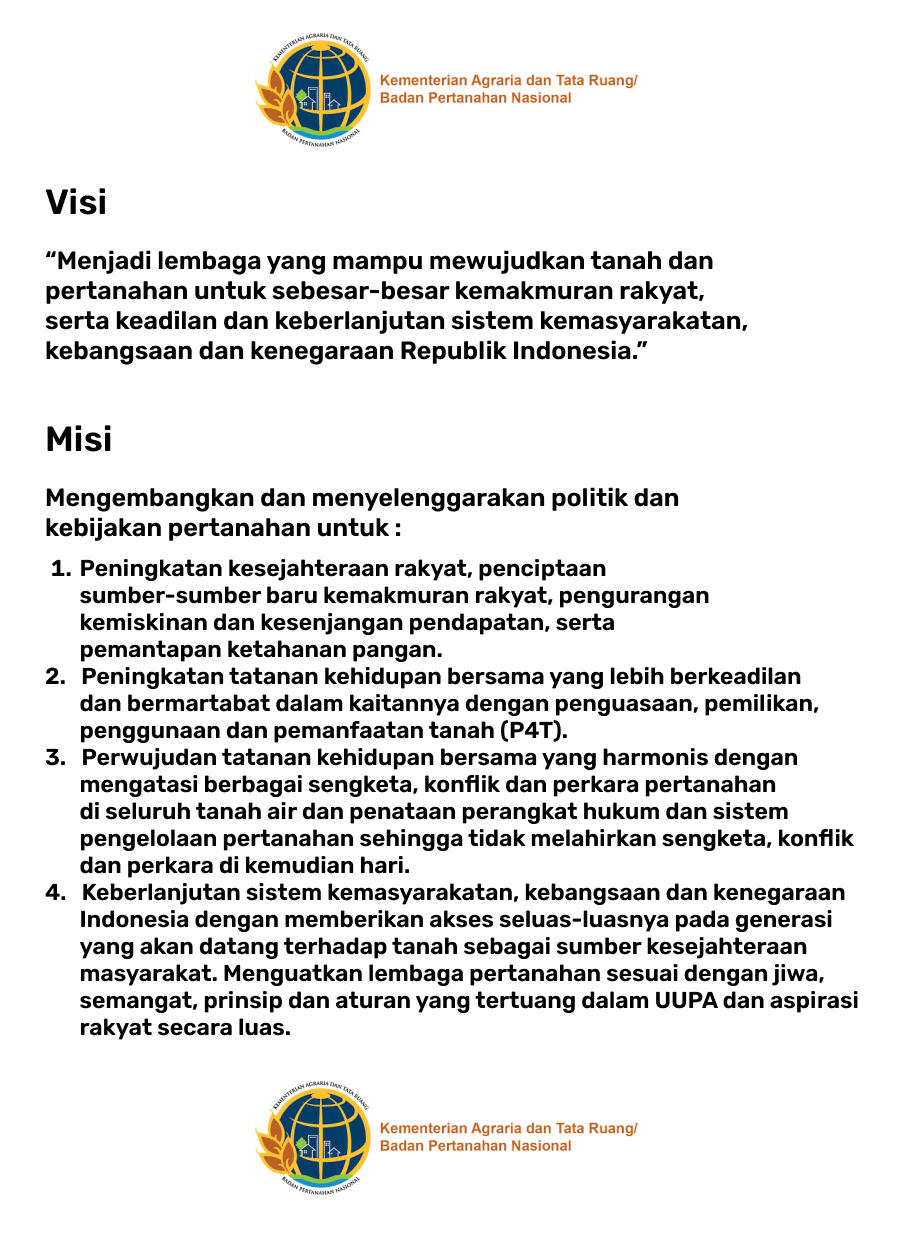 KEMENTERIAN AGRARIA DAN TATA RUANG
Kementerian Agraria dan Tata Ruang/
Badan Pertanahan Nasional
BADAN PERTANAHAN NASIONAL
Visi
“Menjadi lembaga yang mampu mewujudkan tanah dan
pertanahan untuk sebesar-besar kemakmuran rakyat,
serta keadilan dan keberlanjutan sistem kemasyarakatan,
kebangsaan dan kenegaraan Republik Indonesia.”
Misi
Mengembangkan dan menyelenggarakan politik dan
kebijakan pertanahan untuk :
1. Peningkatan kesejahteraan rakyat, penciptaan
sumber-sumber baru kemakmuran rakyat, pengurangan
kemiskinan dan kesenjangan pendapatan, serta
pemantapan ketahanan pangan.
2. Peningkatan tatanan kehidupan bersama yang lebih berkeadilan
dan bermartabat dalam kaitannya dengan penguasaan, pemilikan,
penggunaan dan pemanfaatan tanah (P4T).
3. Perwujudan tatanan kehidupan bersama yang harmonis dengan
mengatasi berbagai sengketa, konflik dan perkara pertanahan
di seluruh tanah air dan penataan perangkat hukum dan sistem
pengelolaan pertanahan sehingga tidak melahirkan sengketa, konflik
dan perkara di kemudian hari.
4. Keberlanjutan sistem kemasyarakatan, kebangsaan dan kenegaraan
Indonesia dengan memberikan akses seluas-luasnya pada generasi
yang akan datang terhadap tanah sebagai sumber kesejahteraan
masyarakat. Menguatkan lembaga pertanahan sesuai dengan jiwa,
semangat, prinsip dan aturan yang tertuang dalam UUPA dan aspirasi
rakyat secara luas.
KEMENTERIAN AGRARIA DAN TATA RUANG
Kementerian Agraria dan Tata Ruang/
Badan Pertanahan Nasional
BADAN PERTANAHAN NASIONAL